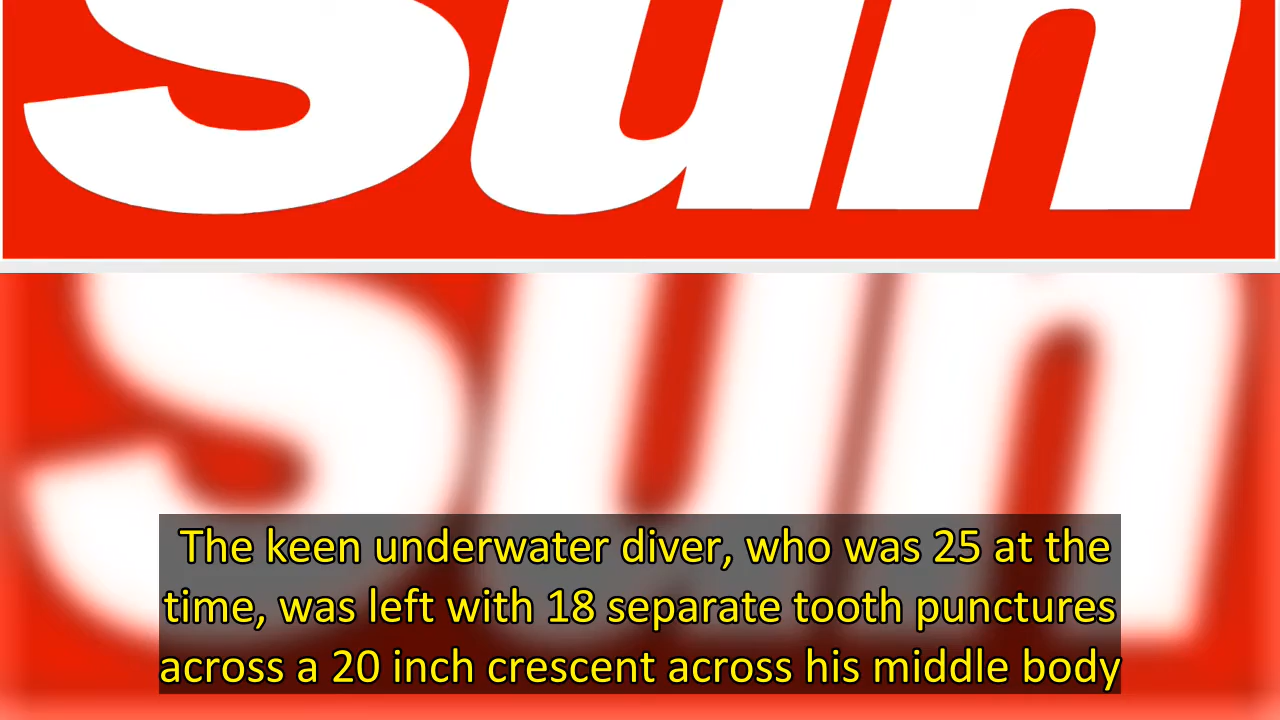 Sun
The keen underwater diver, who was 25 at the
time, was left with 18 separate tooth punctures
across a 20 inch crescent across his middle body